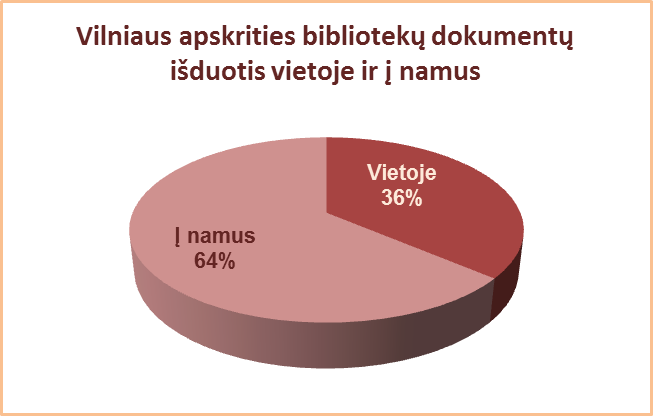 Vilniaus apskrities bibliotekų dokumentų
išduotis vietoje ir į namus
Vietoje
36%
Į namus
64%